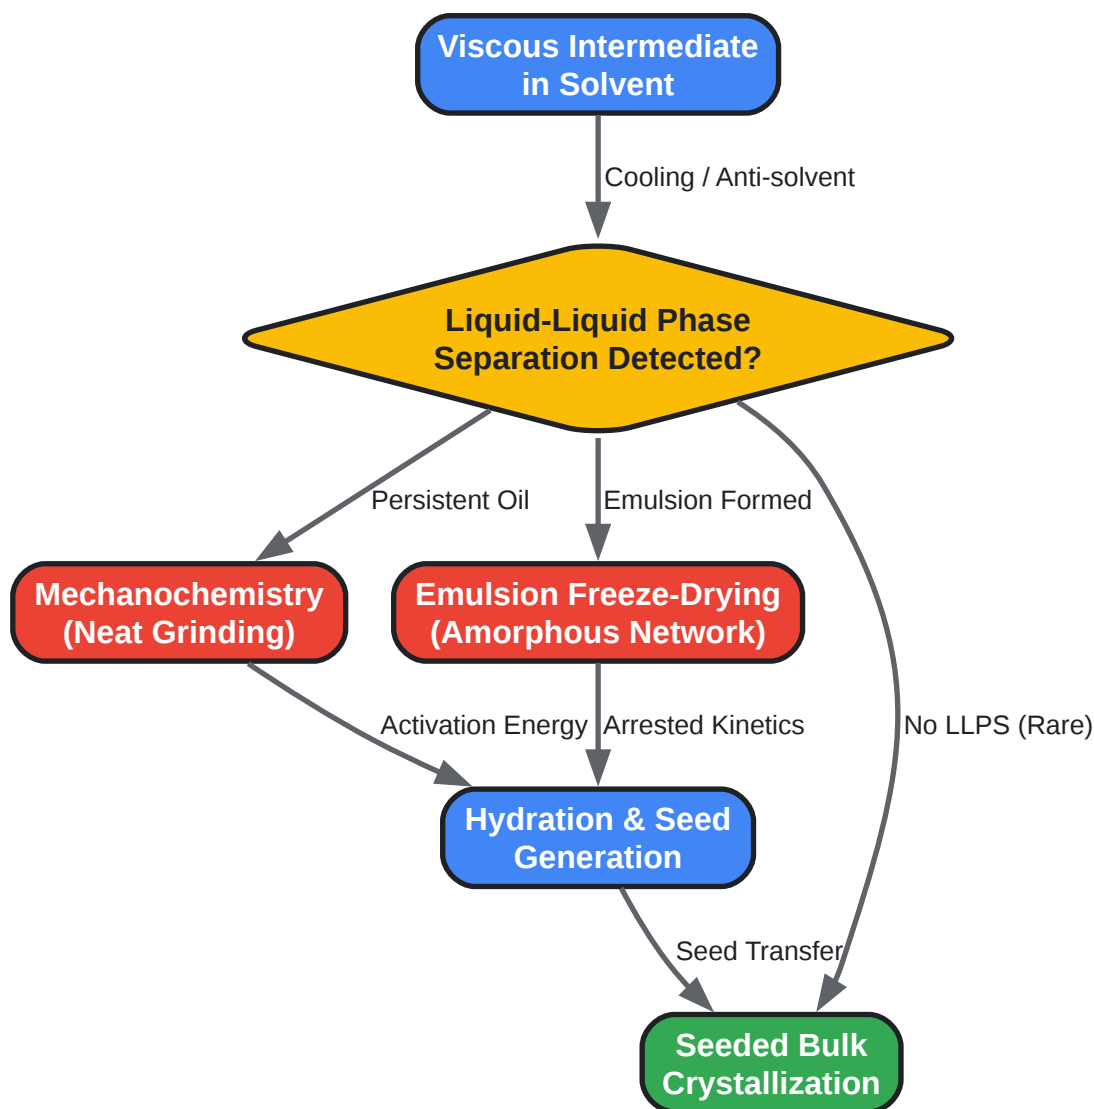 Viscous Intermediate
in Solvent
Cooling / Anti-solvent
Liquid-Liquid Phase
Separation Detected?
Persistent Oil
Emulsion Formed
Mechanochemistry
(Neat Grinding)
Emulsion Freeze-Drying
(Amorphous Network)
Activation Energy
Arrested Kinetics
No LLPS (Rare)
Hydration & Seed
Generation
Seed Transfer
Seeded Bulk
Crystallization